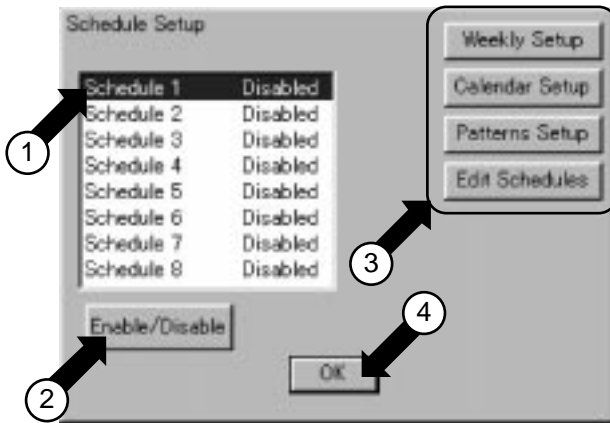 Schedule Setup
Schedule 1 Disabled
Schedule 2 Disabled
Schedule 3 Disabled
Schedule 4 Disabled
Schedule 5 Disabled
Schedule 6 Disabled
Schedule 7 Disabled
Schedule 8 Disabled
Enable/Disable
OK
Weekly Setup
Calendar Setup
Patterns Setup
Edit Schedules
1
2
3
4